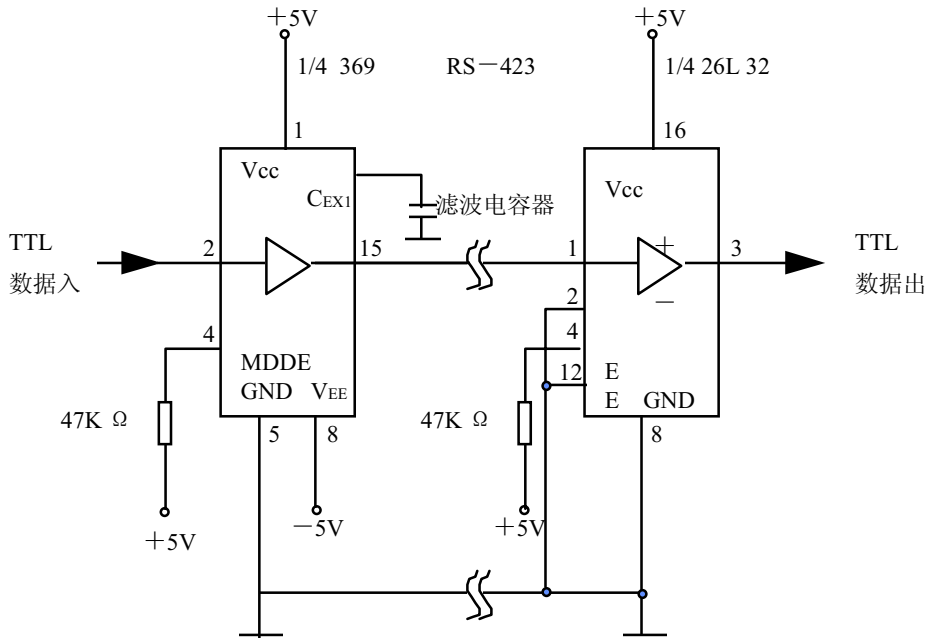 +5V
+5V
1/4 369
RS-423
1/4 26L 32
1
16
Vcc
CEX1
滤波电容器
Vcc
TTL
数据入
2
15
1
+
-
3
TTL
数据出
2
4
4
12
MDDE
GND
VEE
E
E
GND
47K Ω
47K Ω
5
8
8
+5V
-5V
+5V